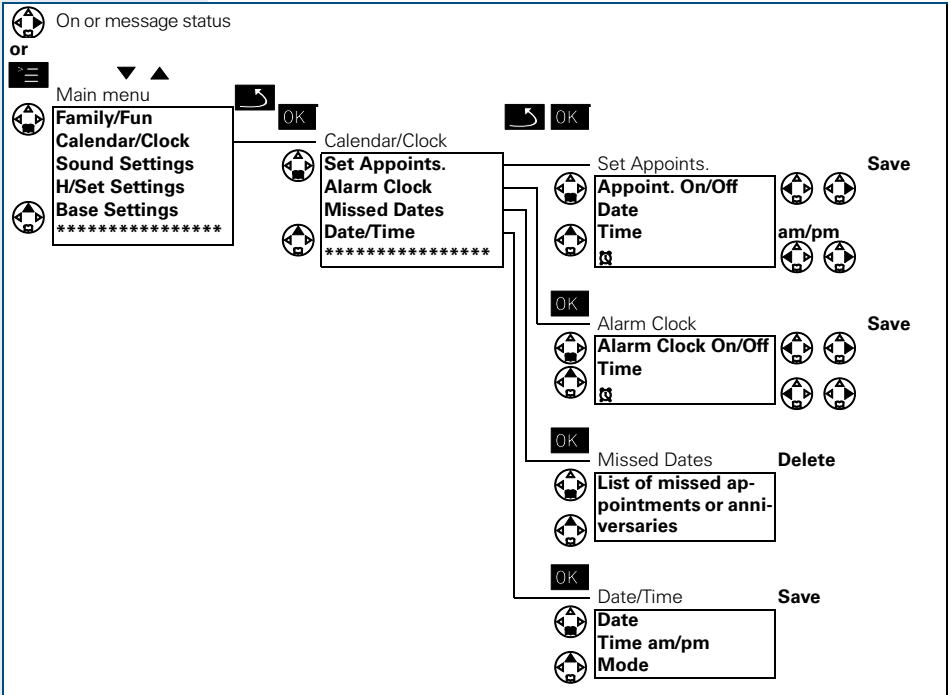 On or message status
or
Main menu
Family/Fun
Calendar/Clock
Sound Settings
H/Set Settings
Base Settings
****************
OK
Calendar/Clock
Set Appoints.
Alarm Clock
Missed Dates
Date/Time
****************
OK
Set Appoints.
Save
Appoint. On/Off
Date
Time
am/pm
OK
Alarm Clock
Save
Alarm Clock On/Off
Time
OK
Missed Dates
Delete
List of missed ap-
pointments or anni-
versaries
OK
Date/Time
Save
Date
Time am/pm
Mode